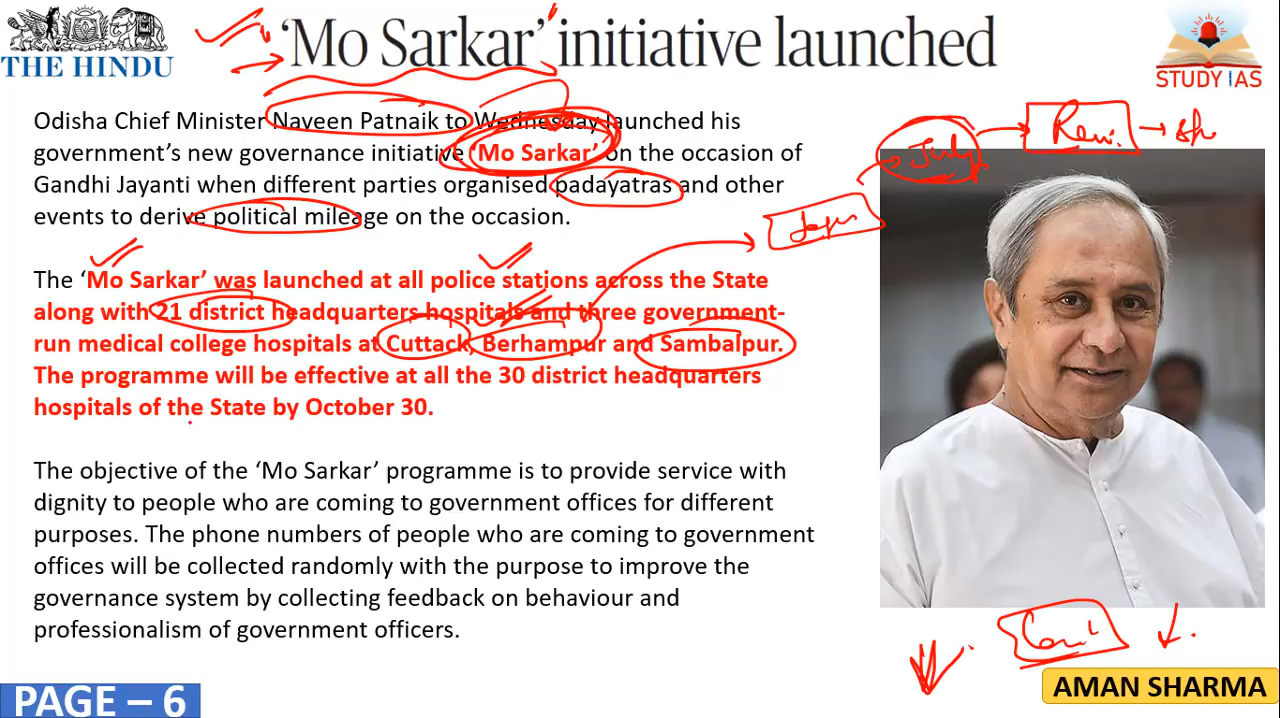 THE HINDU
‘Mo Sarkar’ initiative launched
STUDY IAS
Odisha Chief Minister Naveen Patnaik to Wednesday launched his
government’s new governance initiative ‘Mo Sarkar’ on the occasion of
Gandhi Jayanti when different parties organised padayatras and other
events to derive political mileage on the occasion.
The ‘Mo Sarkar’ was launched at all police stations across the State
along with 21 district headquarters hospitals and three government-
run medical college hospitals at Cuttack, Berhampur and Sambalpur.
The programme will be effective at all the 30 district headquarters
hospitals of the State by October 30.
The objective of the ‘Mo Sarkar’ programme is to provide service with
dignity to people who are coming to government offices for different
purposes. The phone numbers of people who are coming to government
offices will be collected randomly with the purpose to improve the
governance system by collecting feedback on behaviour and
professionalism of government officers.
July
PAGE – 6
AMAN SHARMA